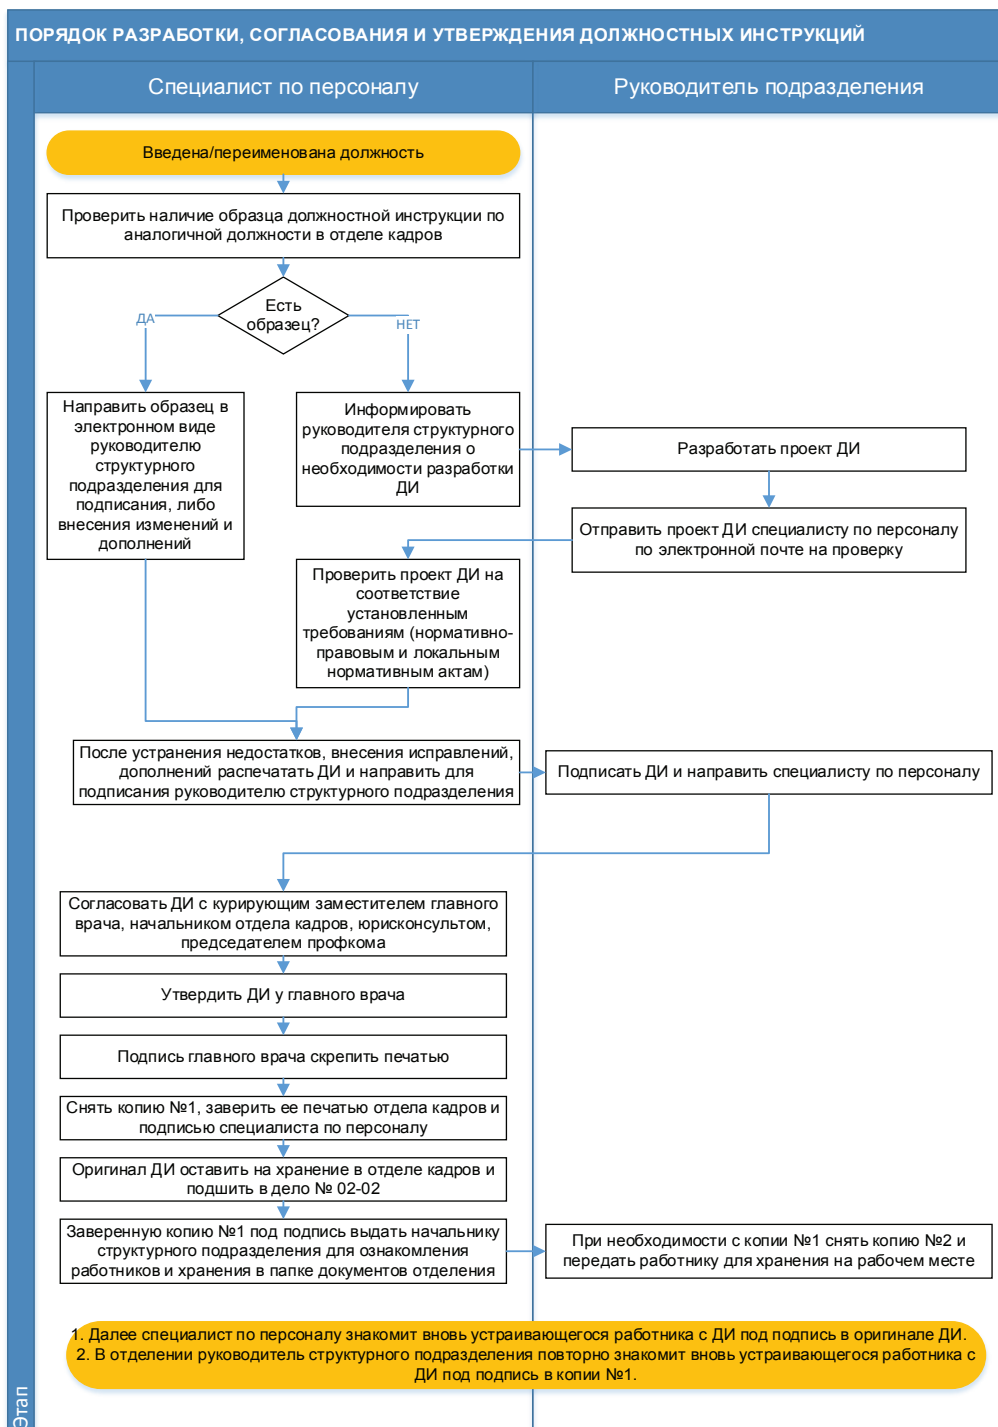 ПОРЯДОК РАЗРАБОТКИ, СОГЛАСОВАНИЯ И УТВЕРЖДЕНИЯ ДОЛЖНОСТНЫХ ИНСТРУКЦИЙ
Специалист по персоналу
Руководитель подразделения
Введена/переименована должность
Проверить наличие образца должностной инструкции по
аналогичной должности в отделе кадров
Есть
образец?
ДА
НЕТ
Направить образец в
электронном виде
руководителю
структурного
подразделения для
подписания, либо
внесения изменений и
дополнений
Информировать
руководителя структурного
подразделения о
необходимости разработки
ДИ
Разработать проект ДИ
Отправить проект ДИ специалисту по персоналу
по электронной почте на проверку
Проверить проект ДИ на
соответствие
установленным
требованиям (нормативно-
правовым и локальным
нормативным актам)
После устранения недостатков, внесения исправлений,
дополнений распечатать ДИ и направить для
подписания руководителю структурного подразделения
Подписать ДИ и направить специалисту по персоналу
Согласовать ДИ с курирующим заместителем главного
врача, начальником отдела кадров, юрисконсультом,
председателем профкома
Утвердить ДИ у главного врача
Подпись главного врача скрепить печатью
Снять копию №1, заверить ее печатью отдела кадров и
подписью специалиста по персоналу
Оригинал ДИ оставить на хранение в отделе кадров и
подшить в дело № 02-02
Заверенную копию №1 под подпись выдать начальнику
структурного подразделения для ознакомления
работников и хранения в папке документов отделения
При необходимости с копии №1 снять копию №2 и
передать работнику для хранения на рабочем месте
1. Далее специалист по персоналу знакомит вновь устраивающегося работника с ДИ под подпись в оригинале ДИ.
2. В отделении руководитель структурного подразделения повторно знакомит вновь устраивающегося работника с
ДИ под подпись в копии №1.
Этап